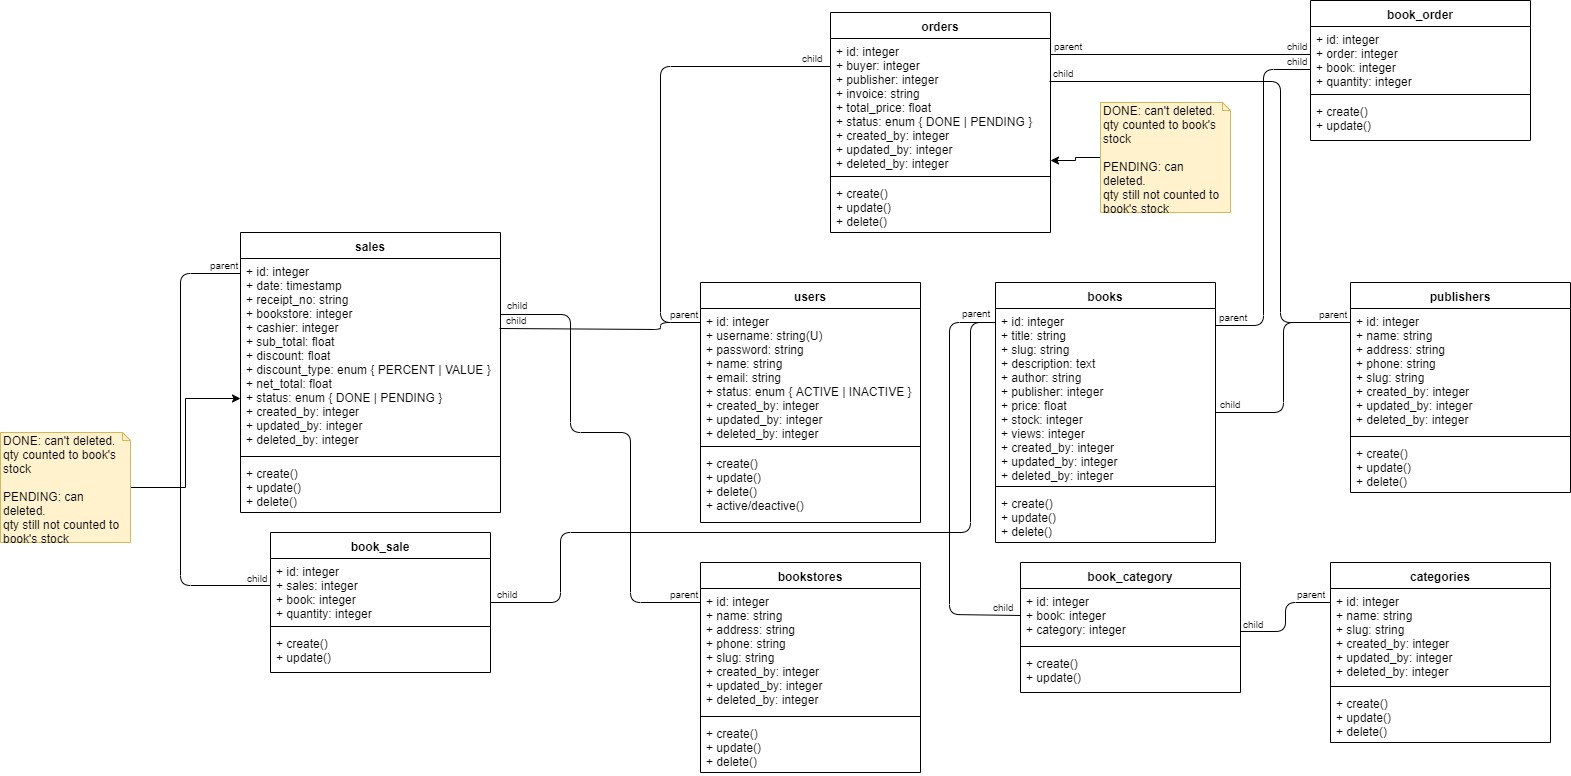 orders
+ id: integer
+ buyer: integer
+ publisher: integer
+ invoice: string
+ total_price: float
+ status: enum { DONE | PENDING }
+ created_by: integer
+ updated_by: integer
+ deleted_by: integer
+ create()
+ update()
+ delete()
child
parent
child
book_order
+ id: integer
+ order: integer
+ book: integer
+ quantity: integer
+ create()
+ update()
child
child
DONE: can't deleted.
qty counted to book's
stock
PENDING: can
deleted.
qty still not counted to
book's stock
sales
+ id: integer
+ date: timestamp
+ receipt_no: string
+ bookstore: integer
+ cashier: integer
+ sub_total: float
+ discount: float
+ discount_type: enum { PERCENT | VALUE }
+ net_total: float
+ status: enum { DONE | PENDING }
+ created_by: integer
+ updated_by: integer
+ deleted_by: integer
+ create()
+ update()
+ delete()
parent
child
child
DONE: can't deleted.
qty counted to book's
stock
PENDING: can
deleted.
qty still not counted to
book's stock
users
+ id: integer
+ username: string(U)
+ password: string
+ name: string
+ email: string
+ status: enum { ACTIVE | INACTIVE }
+ created_by: integer
+ updated_by: integer
+ deleted_by: integer
+ create()
+ update()
+ delete()
+ active/deactive()
parent
books
+ id: integer
+ title: string
+ slug: string
+ description: text
+ author: string
+ publisher: integer
+ price: float
+ stock: integer
+ views: integer
+ created_by: integer
+ updated_by: integer
+ deleted_by: integer
+ create()
+ update()
+ delete()
parent
parent
child
publishers
+ id: integer
+ name: string
+ address: string
+ phone: string
+ slug: string
+ created_by: integer
+ updated_by: integer
+ deleted_by: integer
+ create()
+ update()
+ delete()
parent
book_sale
+ id: integer
+ sales: integer
+ book: integer
+ quantity: integer
+ create()
+ update()
child
child
bookstores
+ id: integer
+ name: string
+ address: string
+ phone: string
+ slug: string
+ created_by: integer
+ updated_by: integer
+ deleted_by: integer
+ create()
+ update()
+ delete()
parent
book_category
+ id: integer
+ book: integer
+ category: integer
+ create()
+ update()
child
child
categories
+ id: integer
+ name: string
+ slug: string
+ created_by: integer
+ updated_by: integer
+ deleted_by: integer
+ create()
+ update()
+ delete()
parent